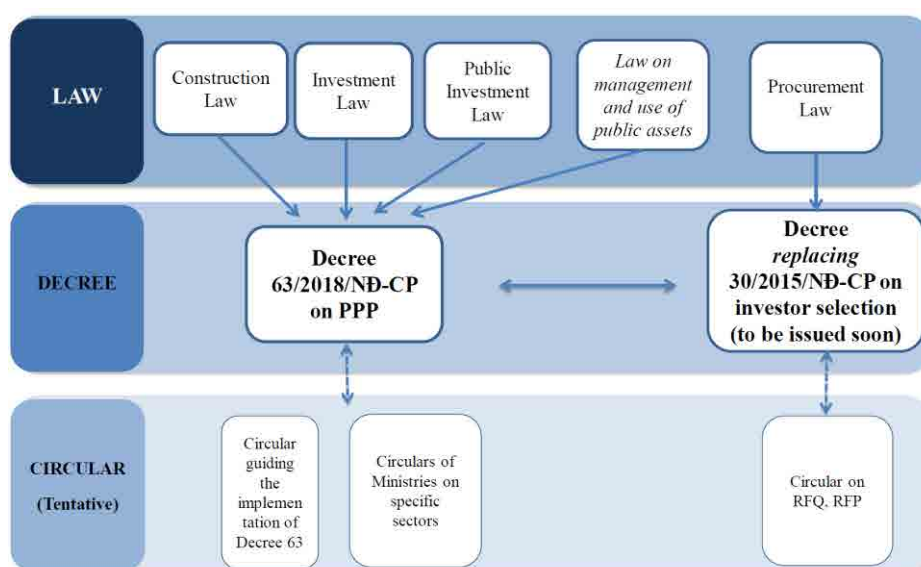 LAW
Construction
Law
Investment
Law
Public
Investment
Law
Law on
management
and use of
public assets
Procurement
Law
DECREE
Decree
63/2018/NĐ-CP
on PPP
Decree
replacing
30/2015/NĐ-CP on
investor selection
(to be issued soon)
CIRCULAR
(Tentative)
Circular
guiding
the
implemen
tation of
Decree 63
Circulars of
Ministries on
specific
sectors
Circular on
RFQ, RFP